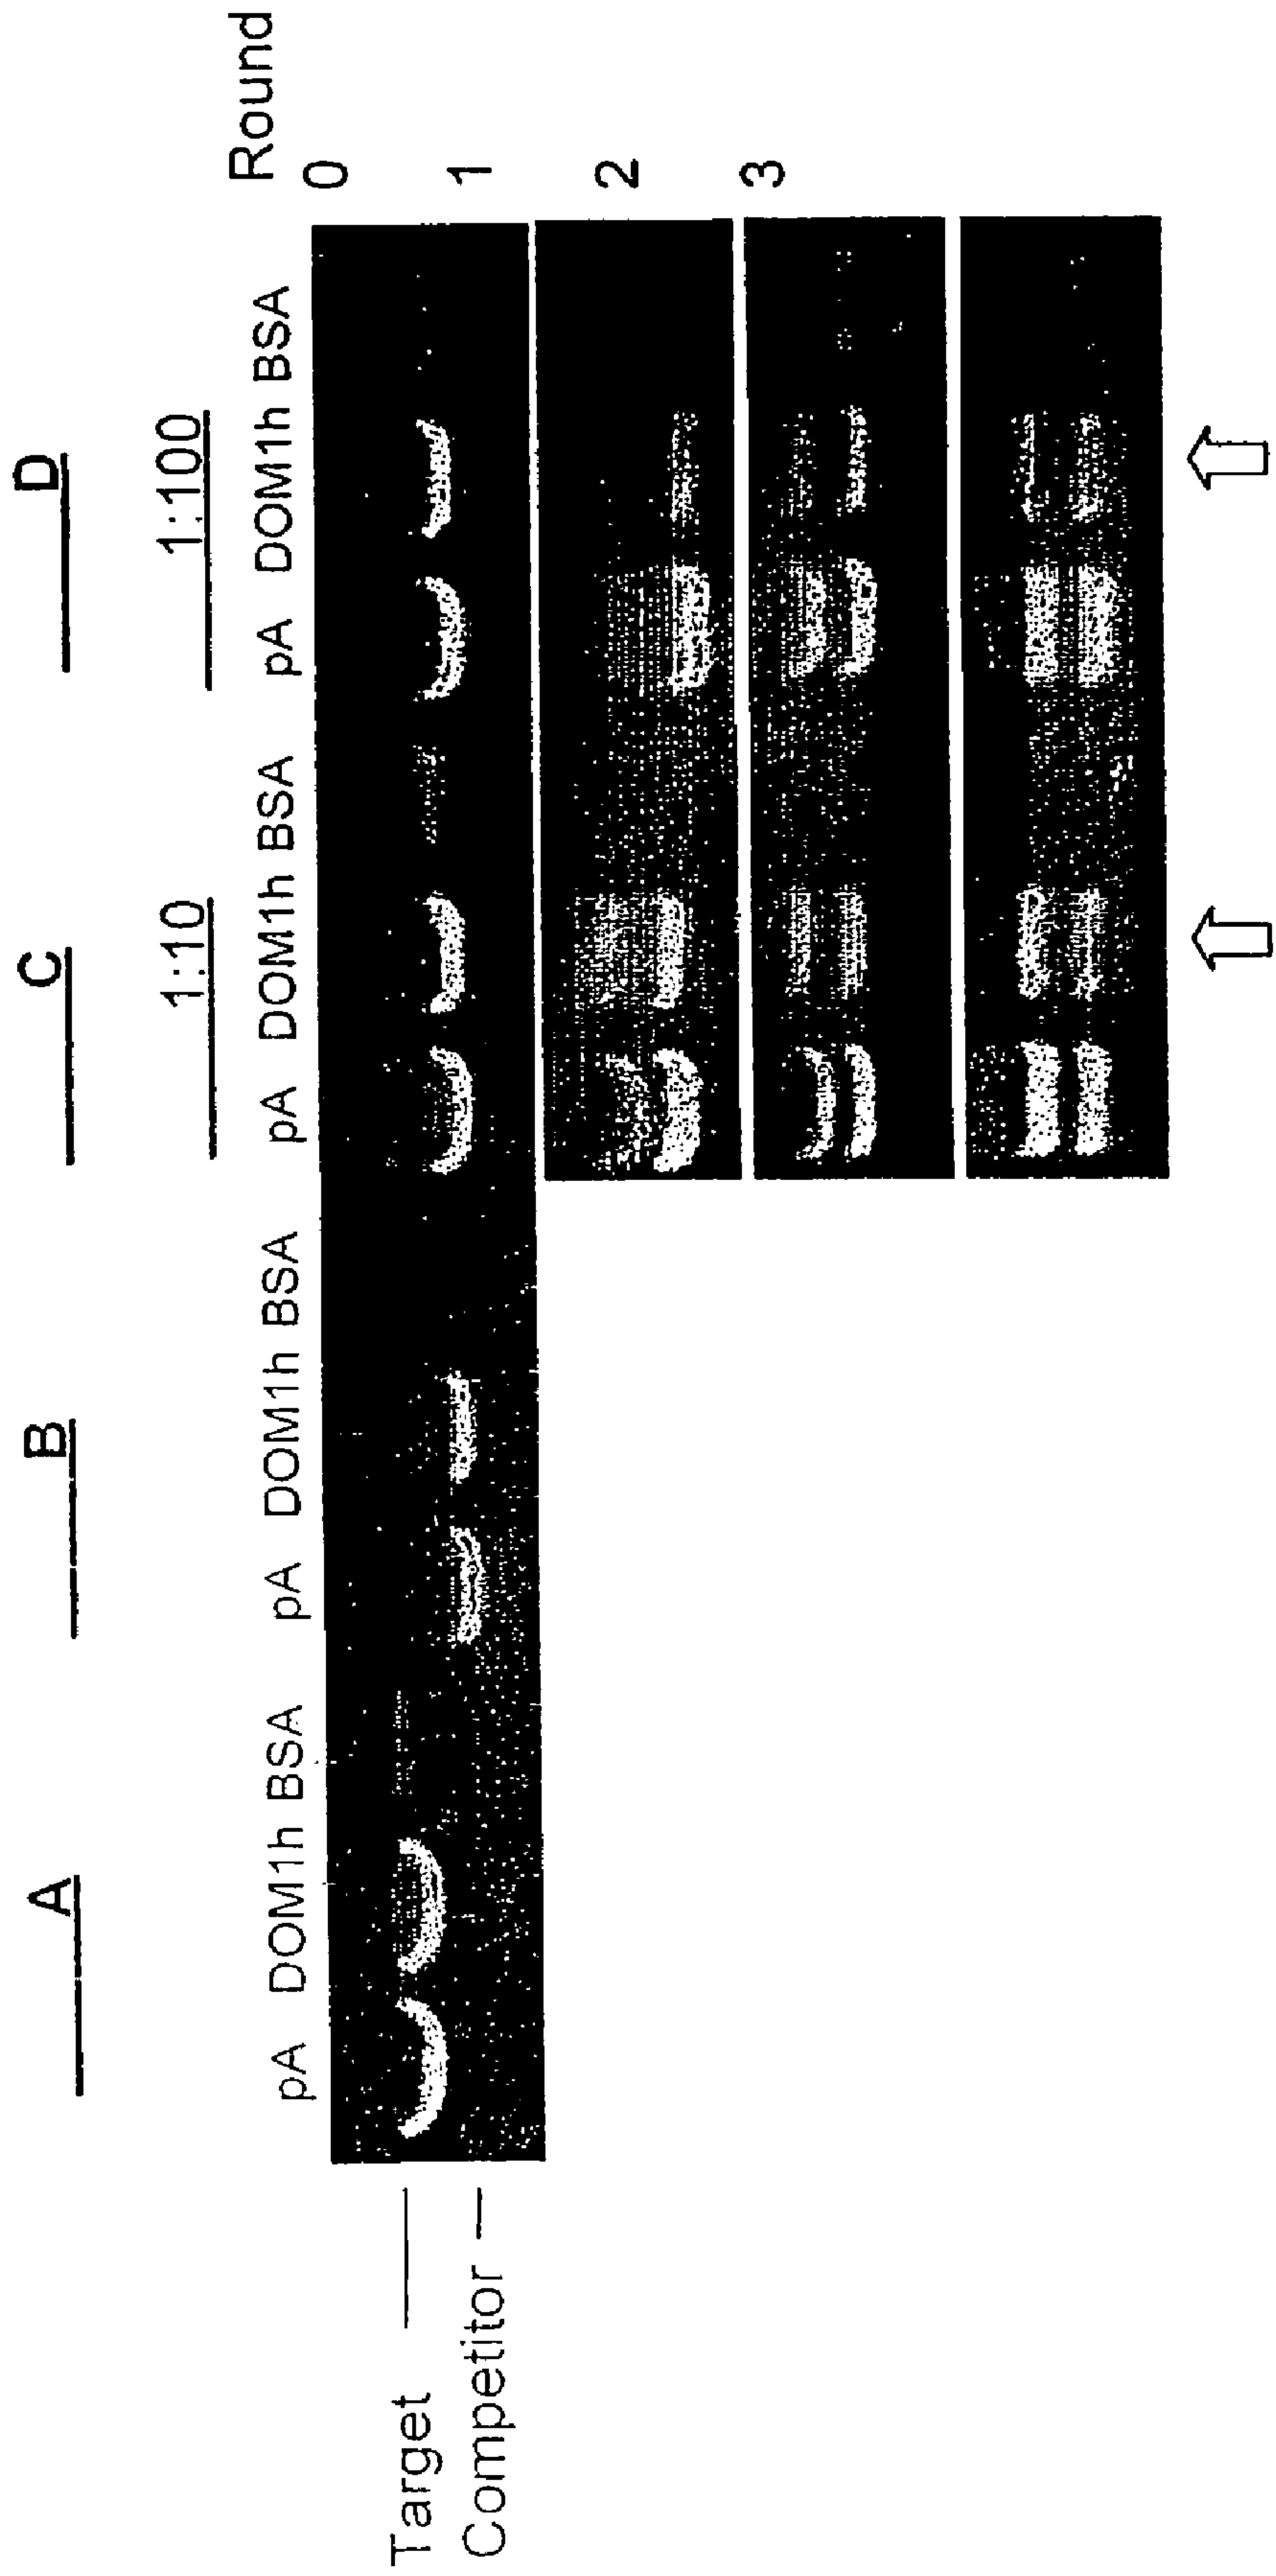 A B C D
1:10 1:100
pA DOM1h BSA pA DOM1h BSA pA DOM1h BSA pA DOM1h BSA Round
Target
Competitor
0
1
2
3